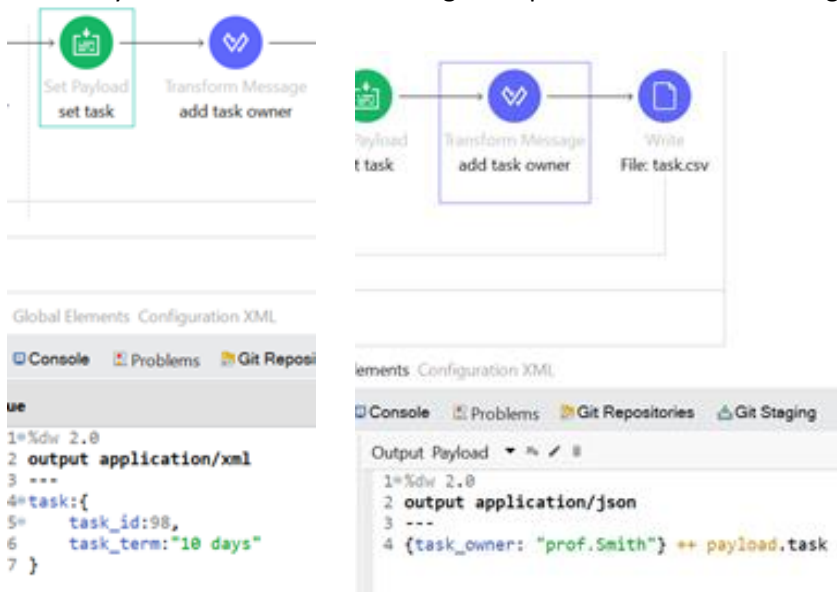 Set Payload Transform Message
set task add task owner
Global Elements Configuration XML
Console Problems Git Reposi
ue
1 %dw 2.0
2 output application/xml
3 ---
4 task:{
5 task_id:98,
6 task_term:"10 days"
7 }
Payload Transform Message Write
t task add task owner File: task.csv
lements Configuration XML
Console Problems Git Repositories Git Staging
Output Payload
1 %dw 2.0
2 output application/json
3 ---
4 {task_owner: "prof.Smith"} ++ payload.task